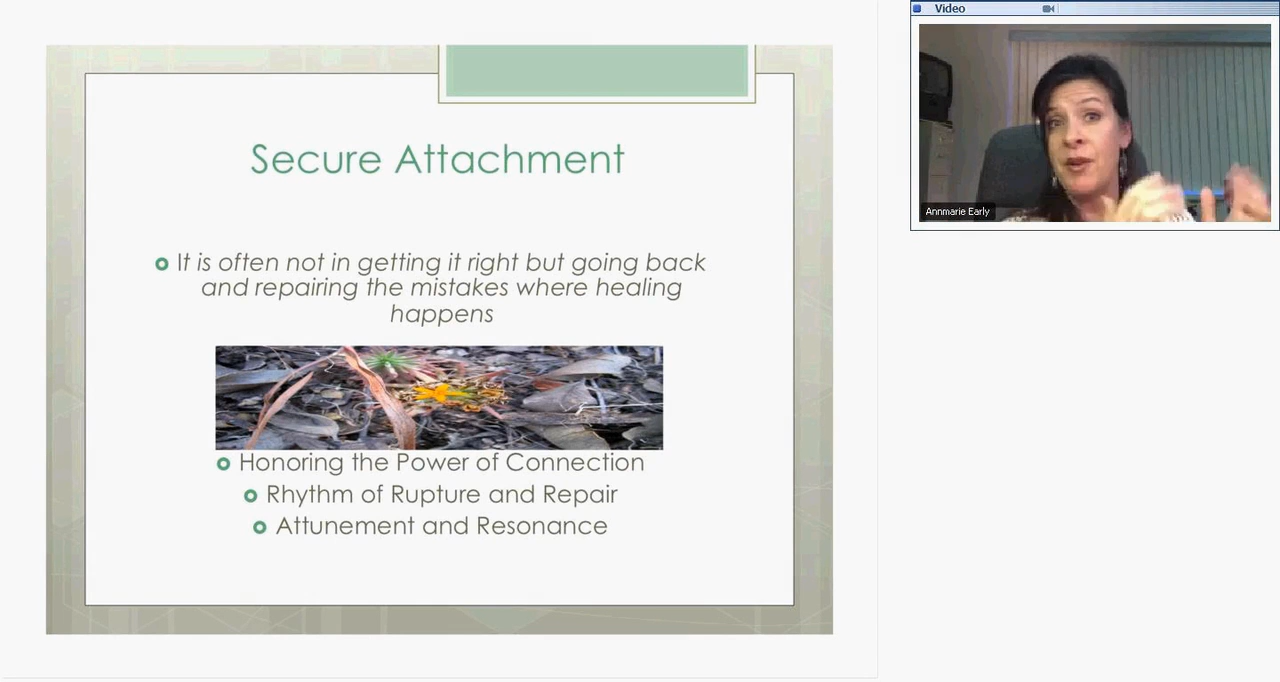 Video
Annmarie Early
Secure Attachment
It is often not in getting it right but going back
and repairing the mistakes where healing
happens
Honoring the Power of Connection
Rhythm of Rupture and Repair
Attunement and Resonance